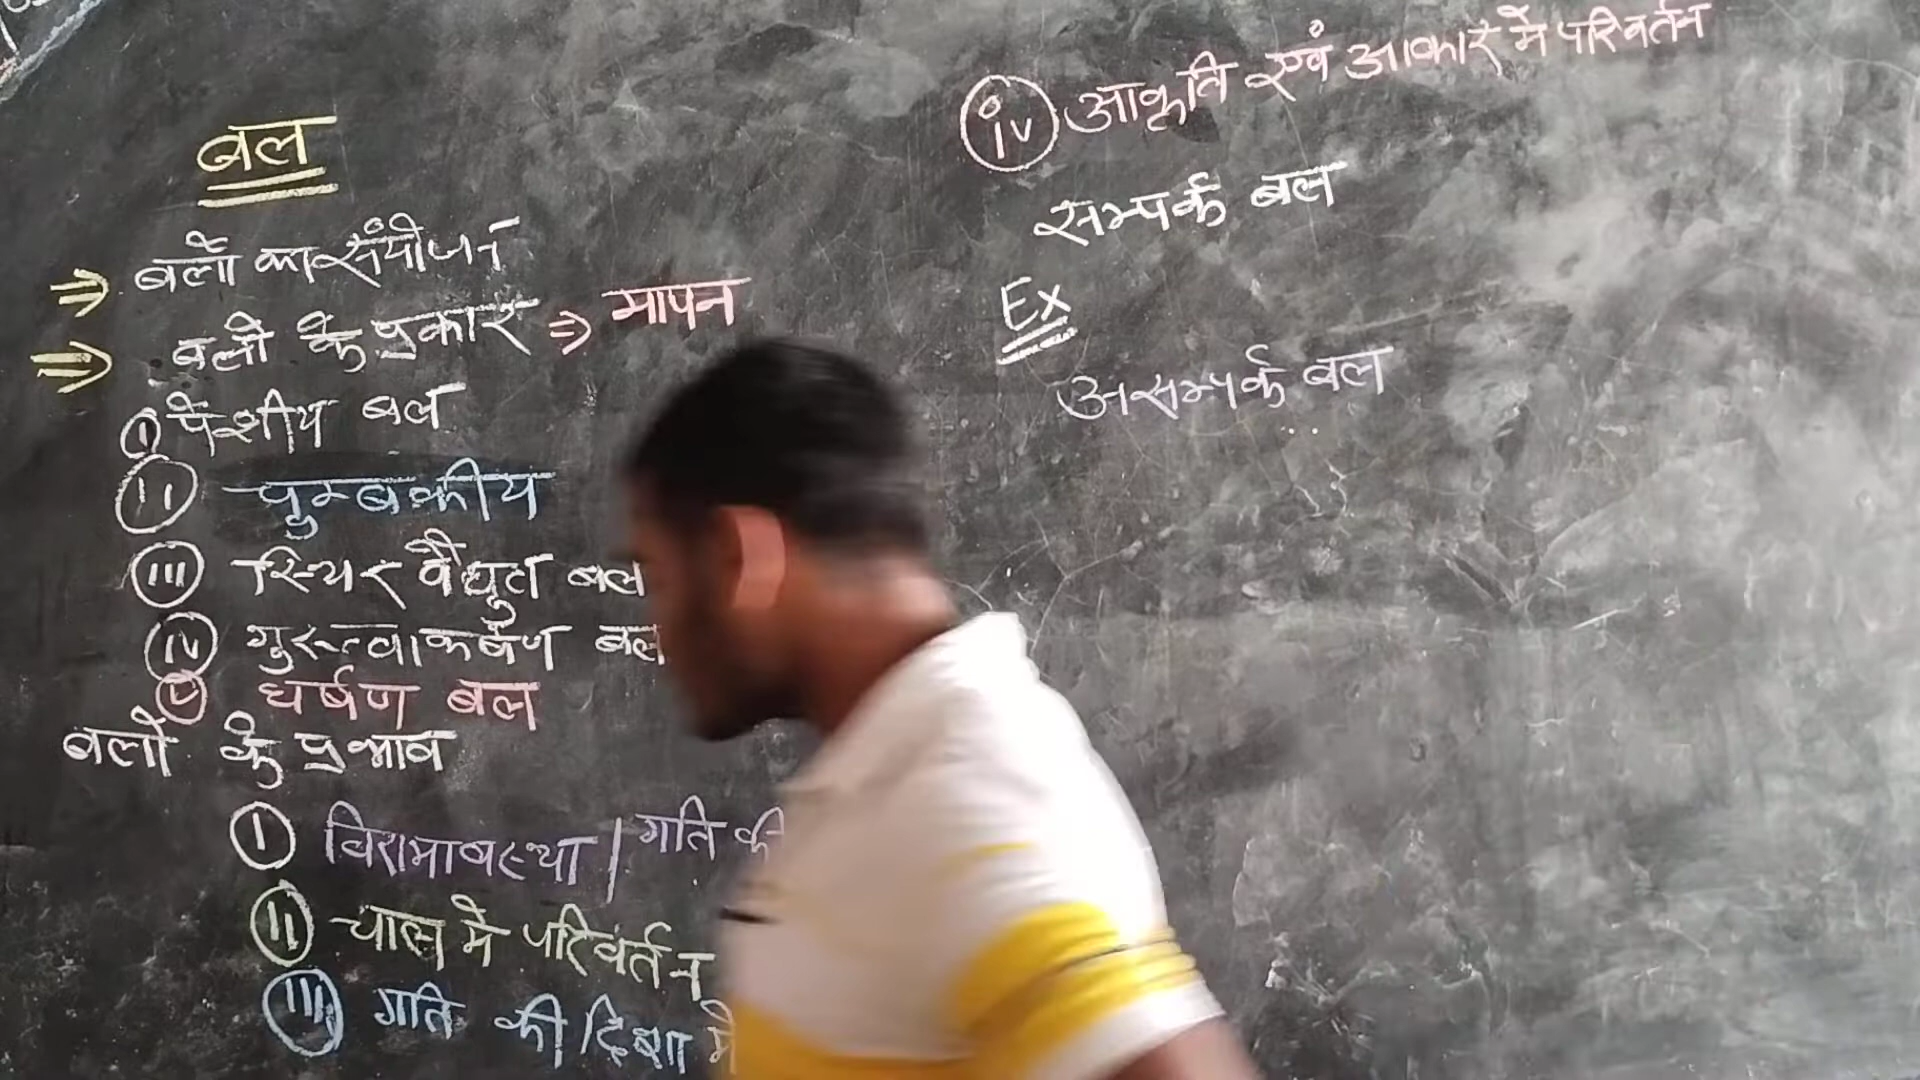 बल
⇒ बलों का संयोजन
⇒ बलों के प्रकार ⇒ मापन
(i) पेशीय बल
(ii) चुम्बकीय
(iii) स्थिर वैद्युत बल
(iv) गुरुत्वाकर्षण बल
(v) घर्षण बल
बलों के प्रभाव
(i) विरामावस्था / गति की
(ii) चाल में परिवर्तन
(iii) गति की दिशा में
(iv) आकृति एवं आकार में परिवर्तन
सम्पर्क बल
Ex
असम्पर्क बल